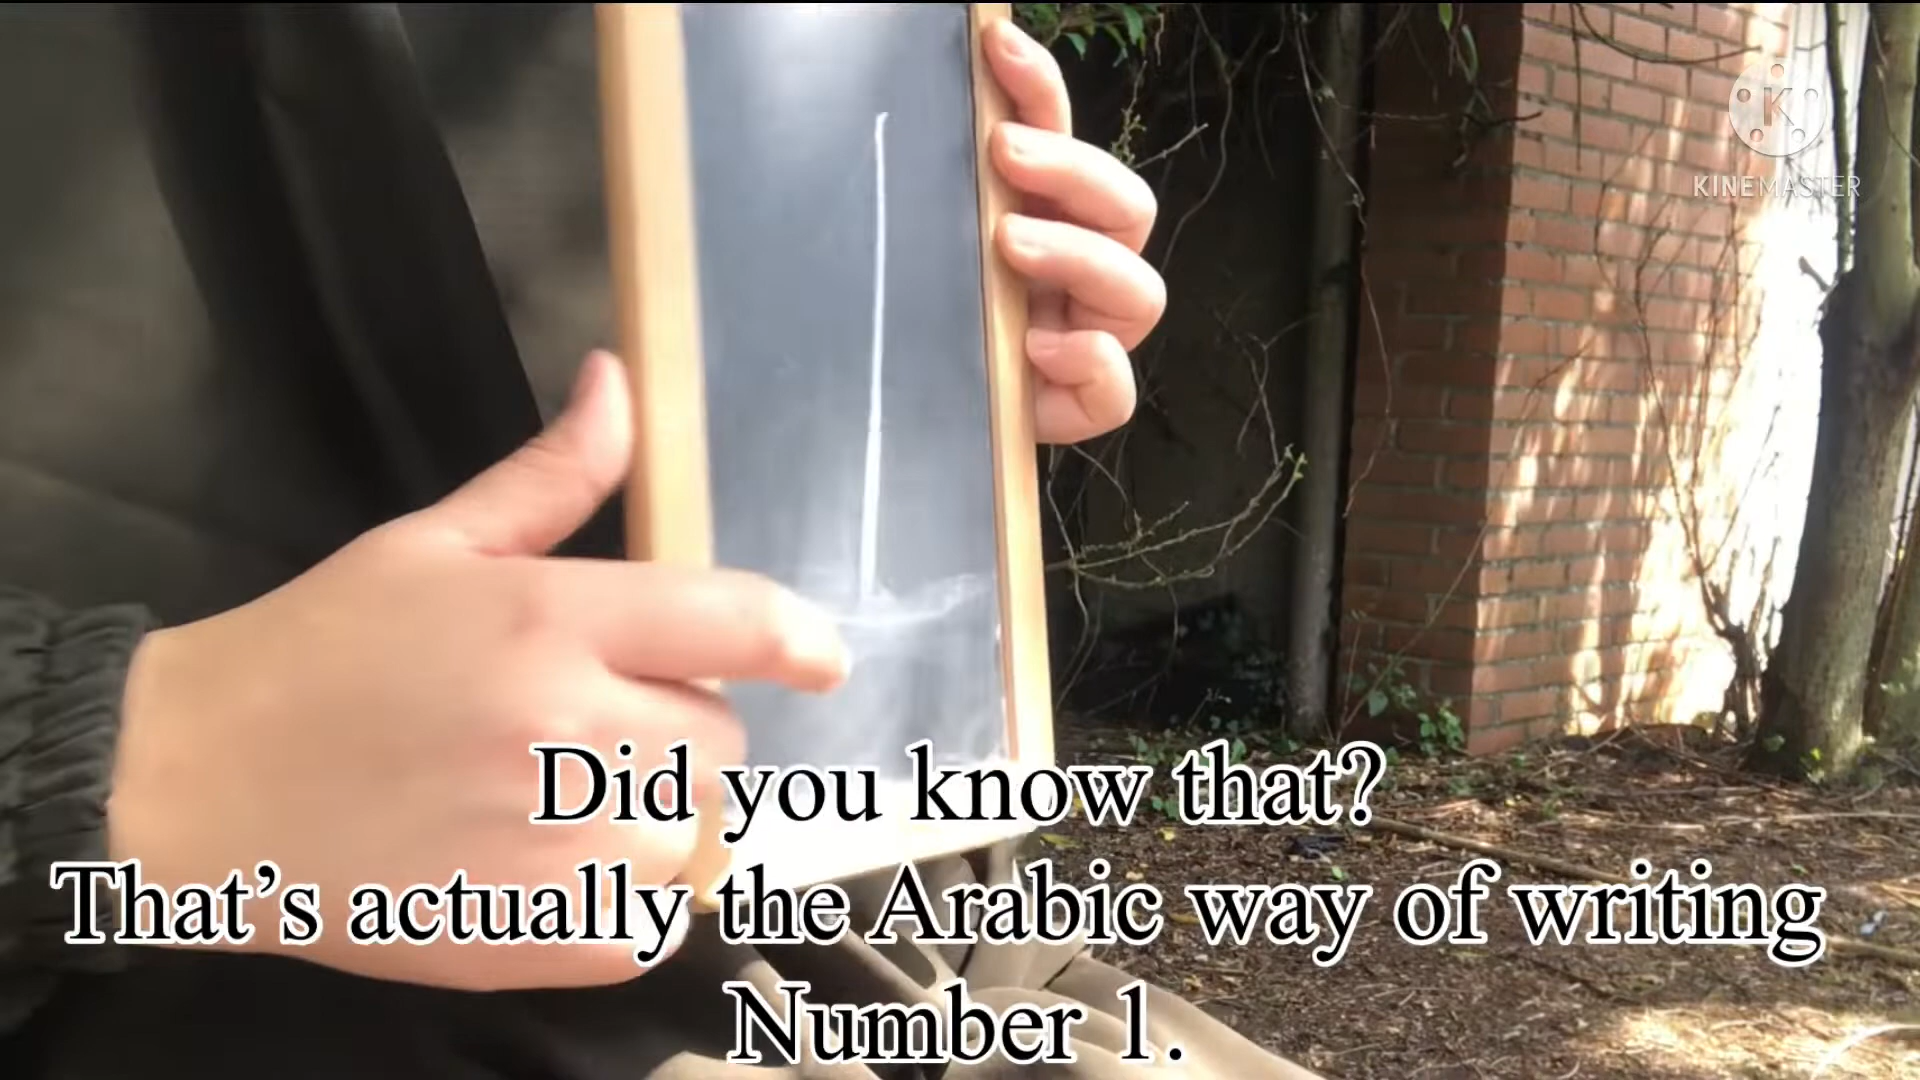 KINEMASTER
Did you know that?
That's actually the Arabic way of writing
Number 1.